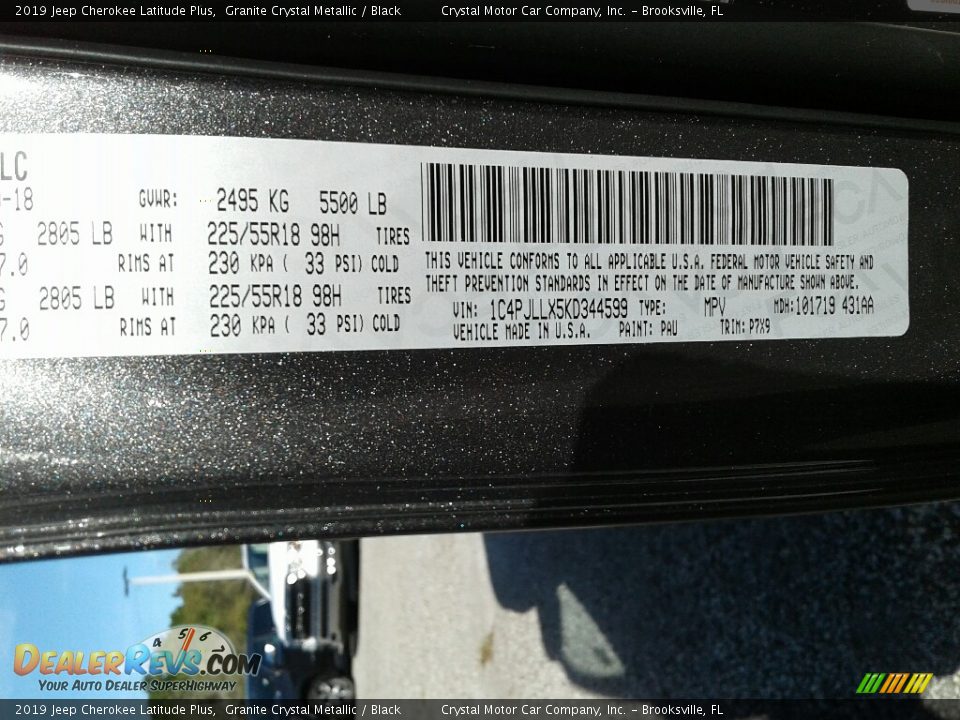 2019 Jeep Cherokee Latitude Plus, Granite Crystal Metallic / Black Crystal Motor Car Company, Inc. - Brooksville, FL
LC
-18 GVWR: 2495 KG 5500 LB
G 2805 LB WITH 225/55R18 98H TIRES
7.0 RIMS AT 230 KPA ( 33 PSI) COLD
G 2805 LB WITH 225/55R18 98H TIRES
7.0 RIMS AT 230 KPA ( 33 PSI) COLD
THIS VEHICLE CONFORMS TO ALL APPLICABLE U.S.A. FEDERAL MOTOR VEHICLE SAFETY AND
THEFT PREVENTION STANDARDS IN EFFECT ON THE DATE OF MANUFACTURE SHOWN ABOVE.
VIN: 1C4PJLLX5KD344599 TYPE: MPV MDH:101719 431AA
VEHICLE MADE IN U.S.A. PAINT: PAU TRIM: P7X9
4 5 6
DealerRevs.com
Your Auto Dealer SuperHighway
2019 Jeep Cherokee Latitude Plus, Granite Crystal Metallic / Black Crystal Motor Car Company, Inc. - Brooksville, FL